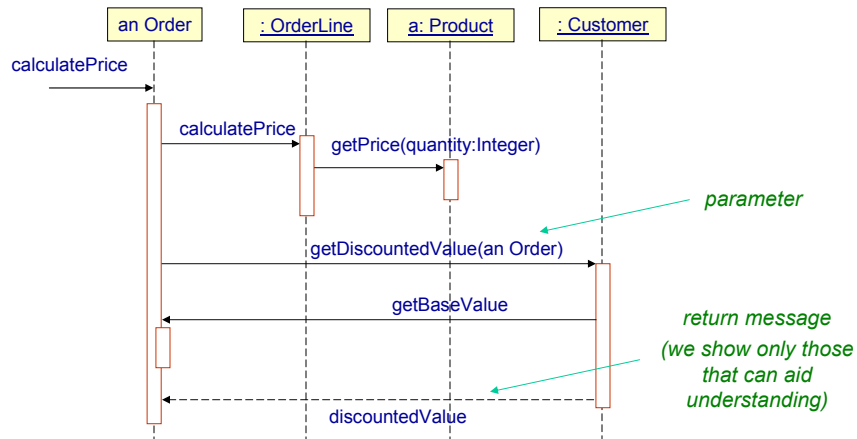 an Order
: OrderLine
a: Product
: Customer
calculatePrice
calculatePrice
getPrice(quantity:Integer)
parameter
getDiscountedValue(an Order)
getBaseValue
return message
(we show only those
that can aid
understanding)
discountedValue